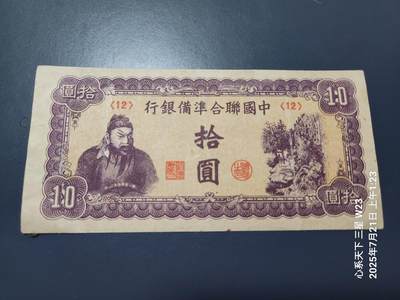 圓拾
10
〈12〉
〈12〉
行銀備準合聯國中
拾圓
10
圓拾
心系天下 三星 W23
2025年7月21日 上午1:23